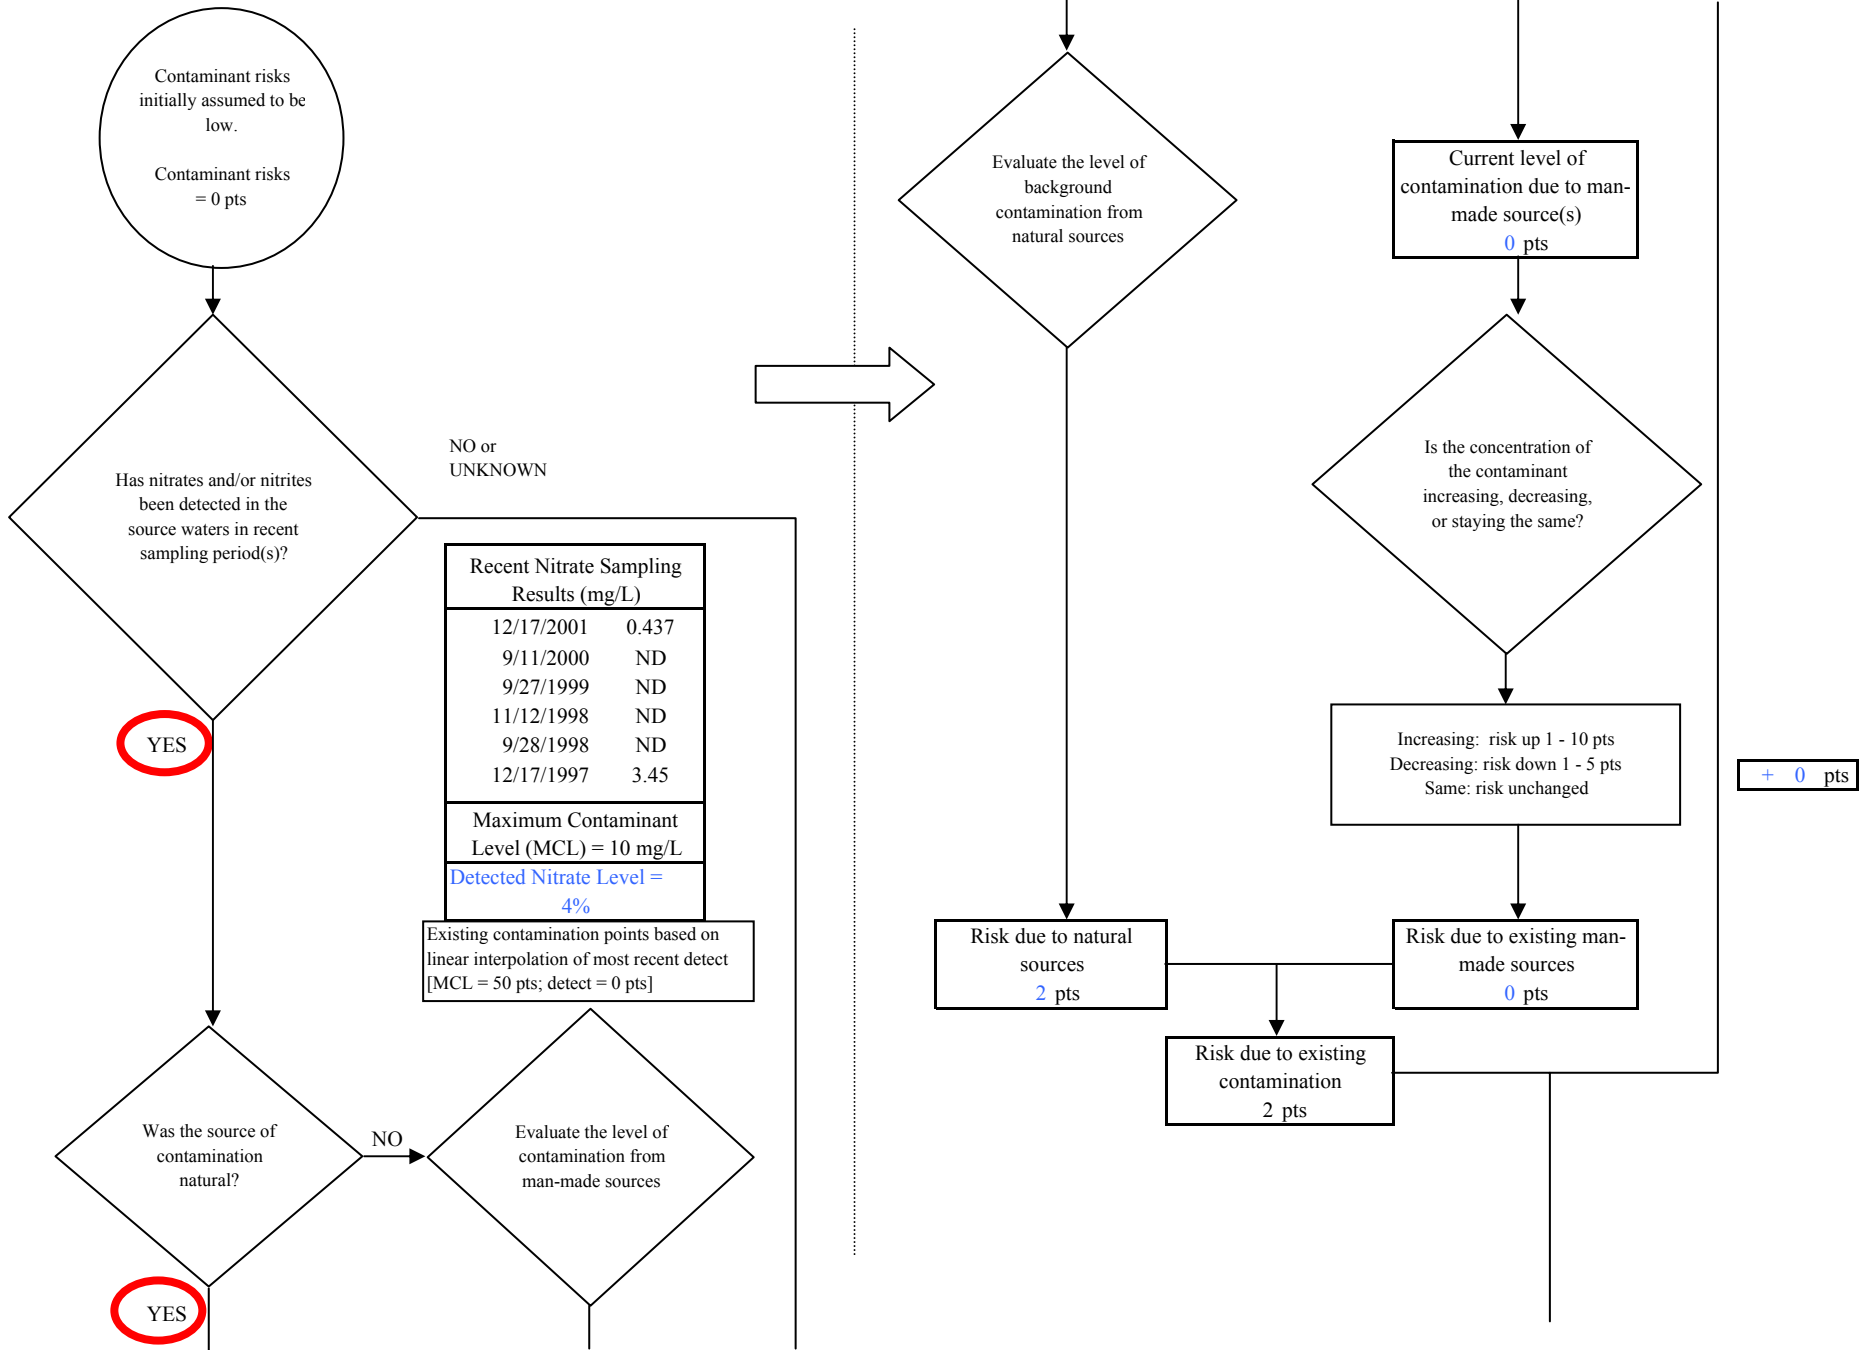 Contaminant risks
initially assumed to be
low.
Contaminant risks
= 0 pts
Has nitrates and/or nitrites
been detected in the
source waters in recent
sampling period(s)?
NO or
UNKNOWN
YES
Recent Nitrate Sampling
Results (mg/L)
12/17/2001 0.437
9/11/2000 ND
9/27/1999 ND
11/12/1998 ND
9/28/1998 ND
12/17/1997 3.45
Maximum Contaminant
Level (MCL) = 10 mg/L
Detected Nitrate Level =
4%
Existing contamination points based on
linear interpolation of most recent detect
[MCL = 50 pts; detect = 0 pts]
Was the source of
contamination
natural?
NO
Evaluate the level of
contamination from
man-made sources
YES
Evaluate the level of
background
contamination from
natural sources
Current level of
contamination due to man-
made source(s)
0 pts
Is the concentration of
the contaminant
increasing, decreasing,
or staying the same?
Increasing: risk up 1 - 10 pts
Decreasing: risk down 1 - 5 pts
Same: risk unchanged
+ 0 pts
Risk due to natural
sources
2 pts
Risk due to existing man-
made sources
0 pts
Risk due to existing
contamination
2 pts